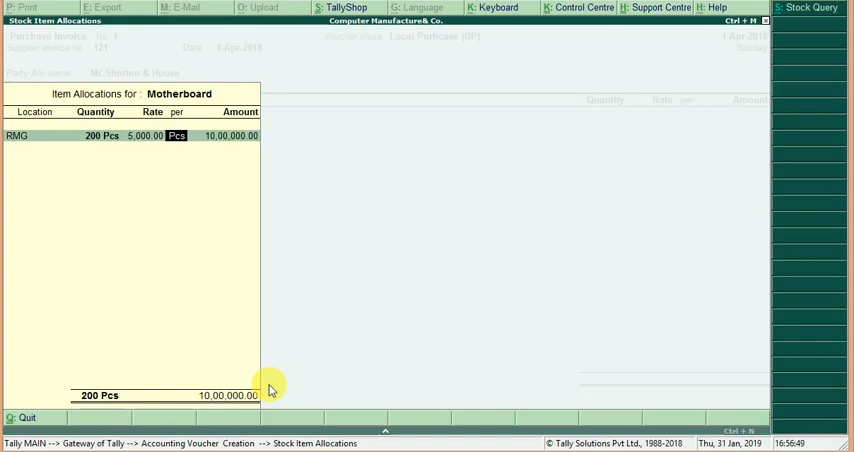 P: Print E: Export M: E-Mail O: Upload S: TallyShop G: Language K: Keyboard K: Control Centre H: Support Centre H: Help S: Stock Query
Stock Item Allocations Computer Manufacture& Co. Ctrl + M
Purchase Invoice No. 1 Voucher class: Local Purhcase (UP) 1-Apr-2018
Supplier invoice no.: 121 Date 1-Apr-2018 Sunday
Party A/c name Mr.Shorten & House
Item Allocations for : Motherboard
Quantity Rate per Amount
Location Quantity Rate per Amount
RMG 200 Pcs 5,000.00 Pcs 10,00,000.00
200 Pcs 10,00,000.00
Q: Quit
Ctrl + N
Tally MAIN --> Gateway of Tally --> Accounting Voucher Creation --> Stock Item Allocations © Tally Solutions Pvt Ltd., 1988-2018 Thu, 31 Jan, 2019 16:56:49